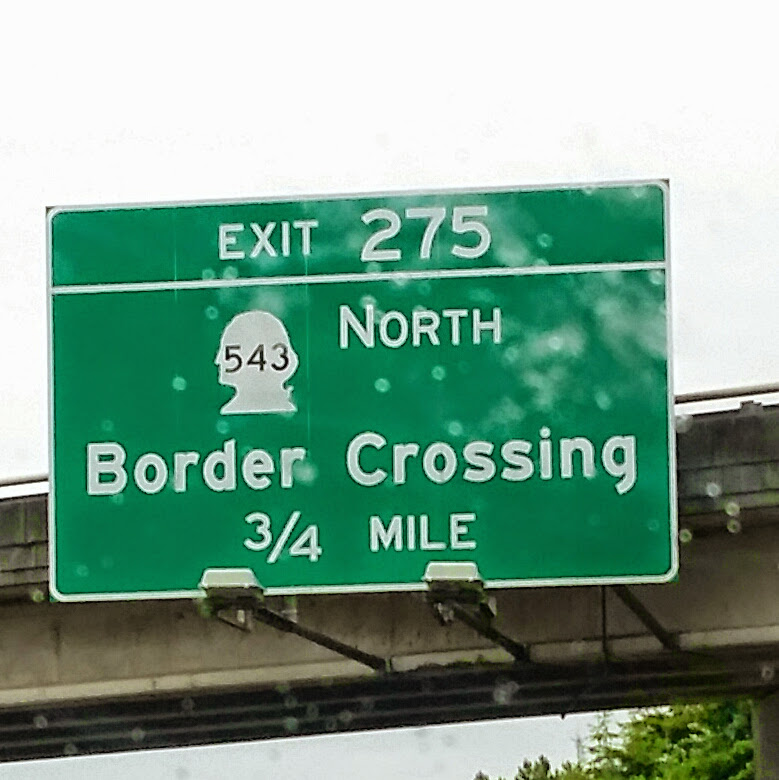 EXIT 275
543 NORTH
Border Crossing
3/4 MILE